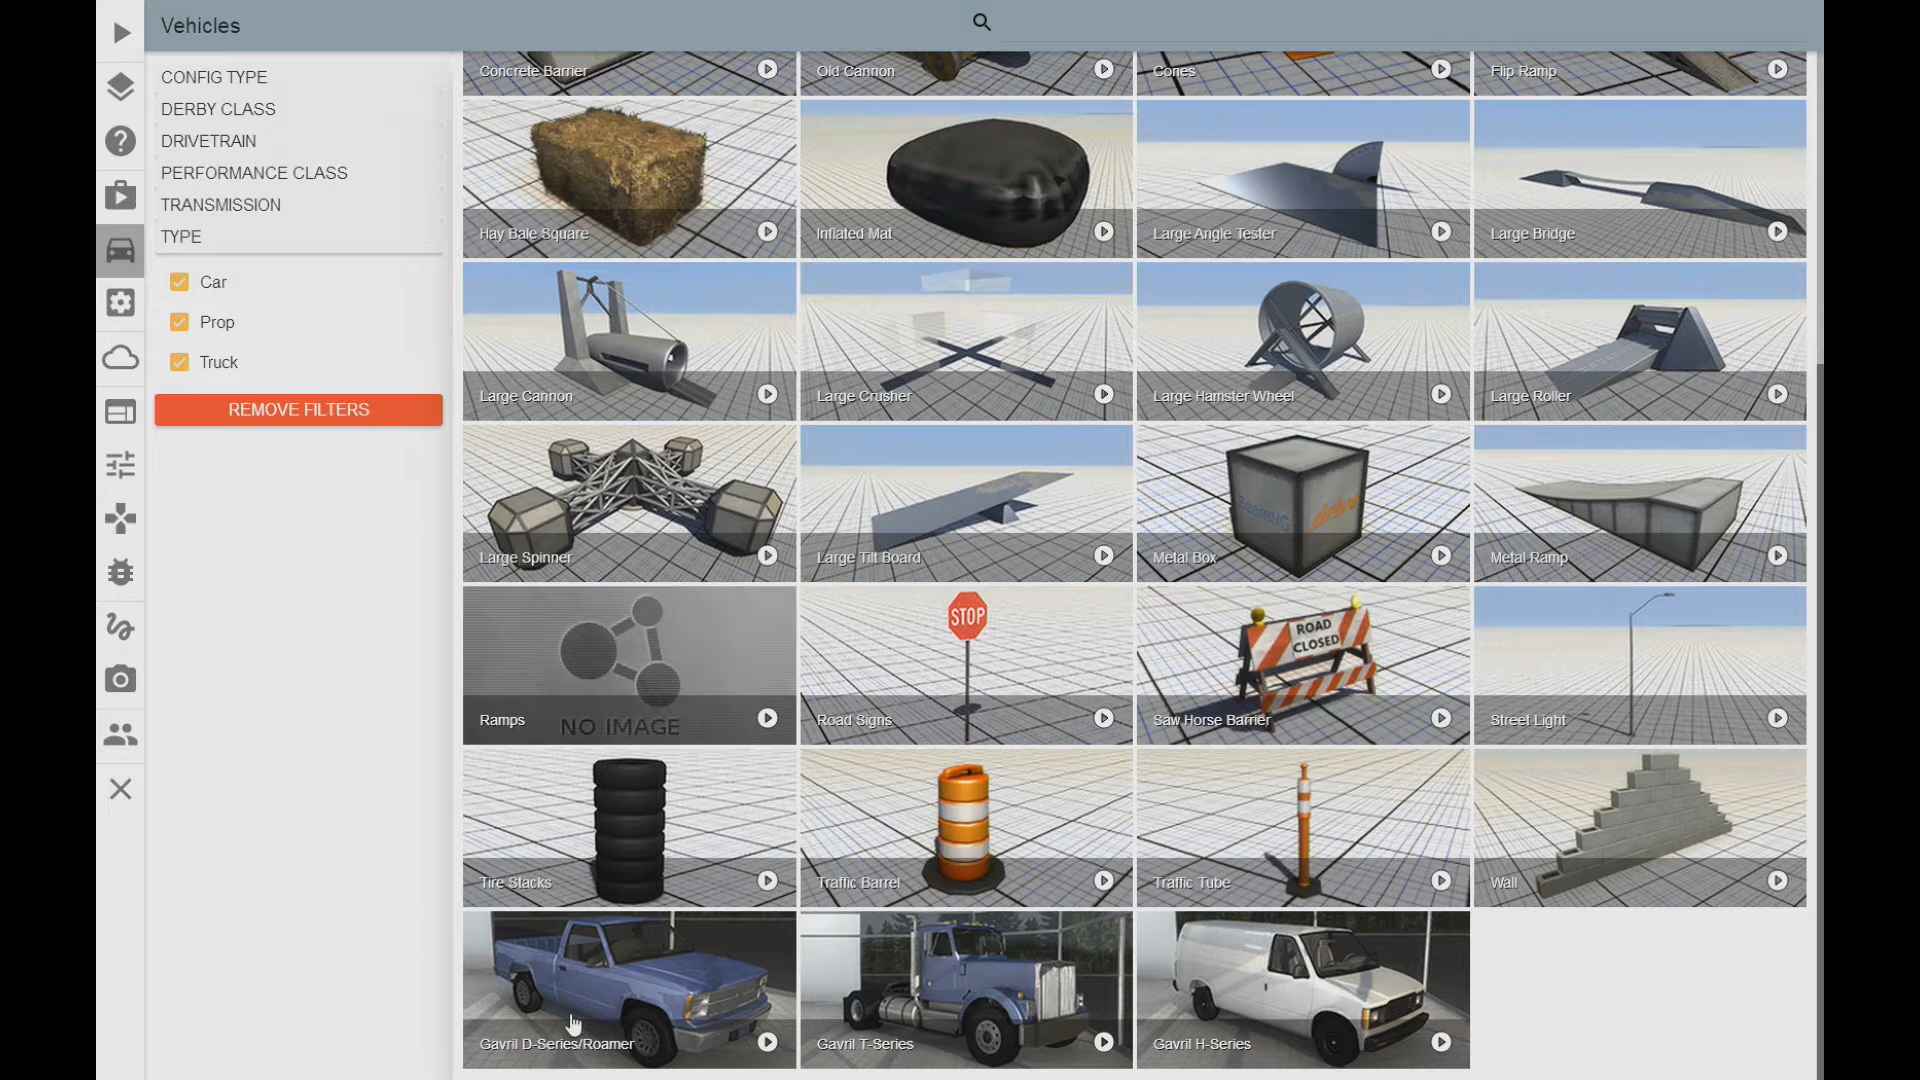 Vehicles
CONFIG TYPE
DERBY CLASS
DRIVETRAIN
PERFORMANCE CLASS
TRANSMISSION
TYPE
Car
Prop
Truck
REMOVE FILTERS
Concrete Barrier
Old Cannon
Cones
Flip Ramp
Hay Bale Square
Inflated Mat
Large Angle Tester
Large Bridge
Large Cannon
Large Crusher
Large Hamster Wheel
Large Roller
Large Spinner
Large Tilt Board
BeamNG
drive
Metal Box
Metal Ramp
NO IMAGE
Ramps
STOP
Road Signs
ROAD
CLOSED
Saw Horse Barrier
Street Light
Tire Stacks
Traffic Barrel
Traffic Tube
Wall
Gavril D-Series/Roamer
Gavril T-Series
Gavril H-Series